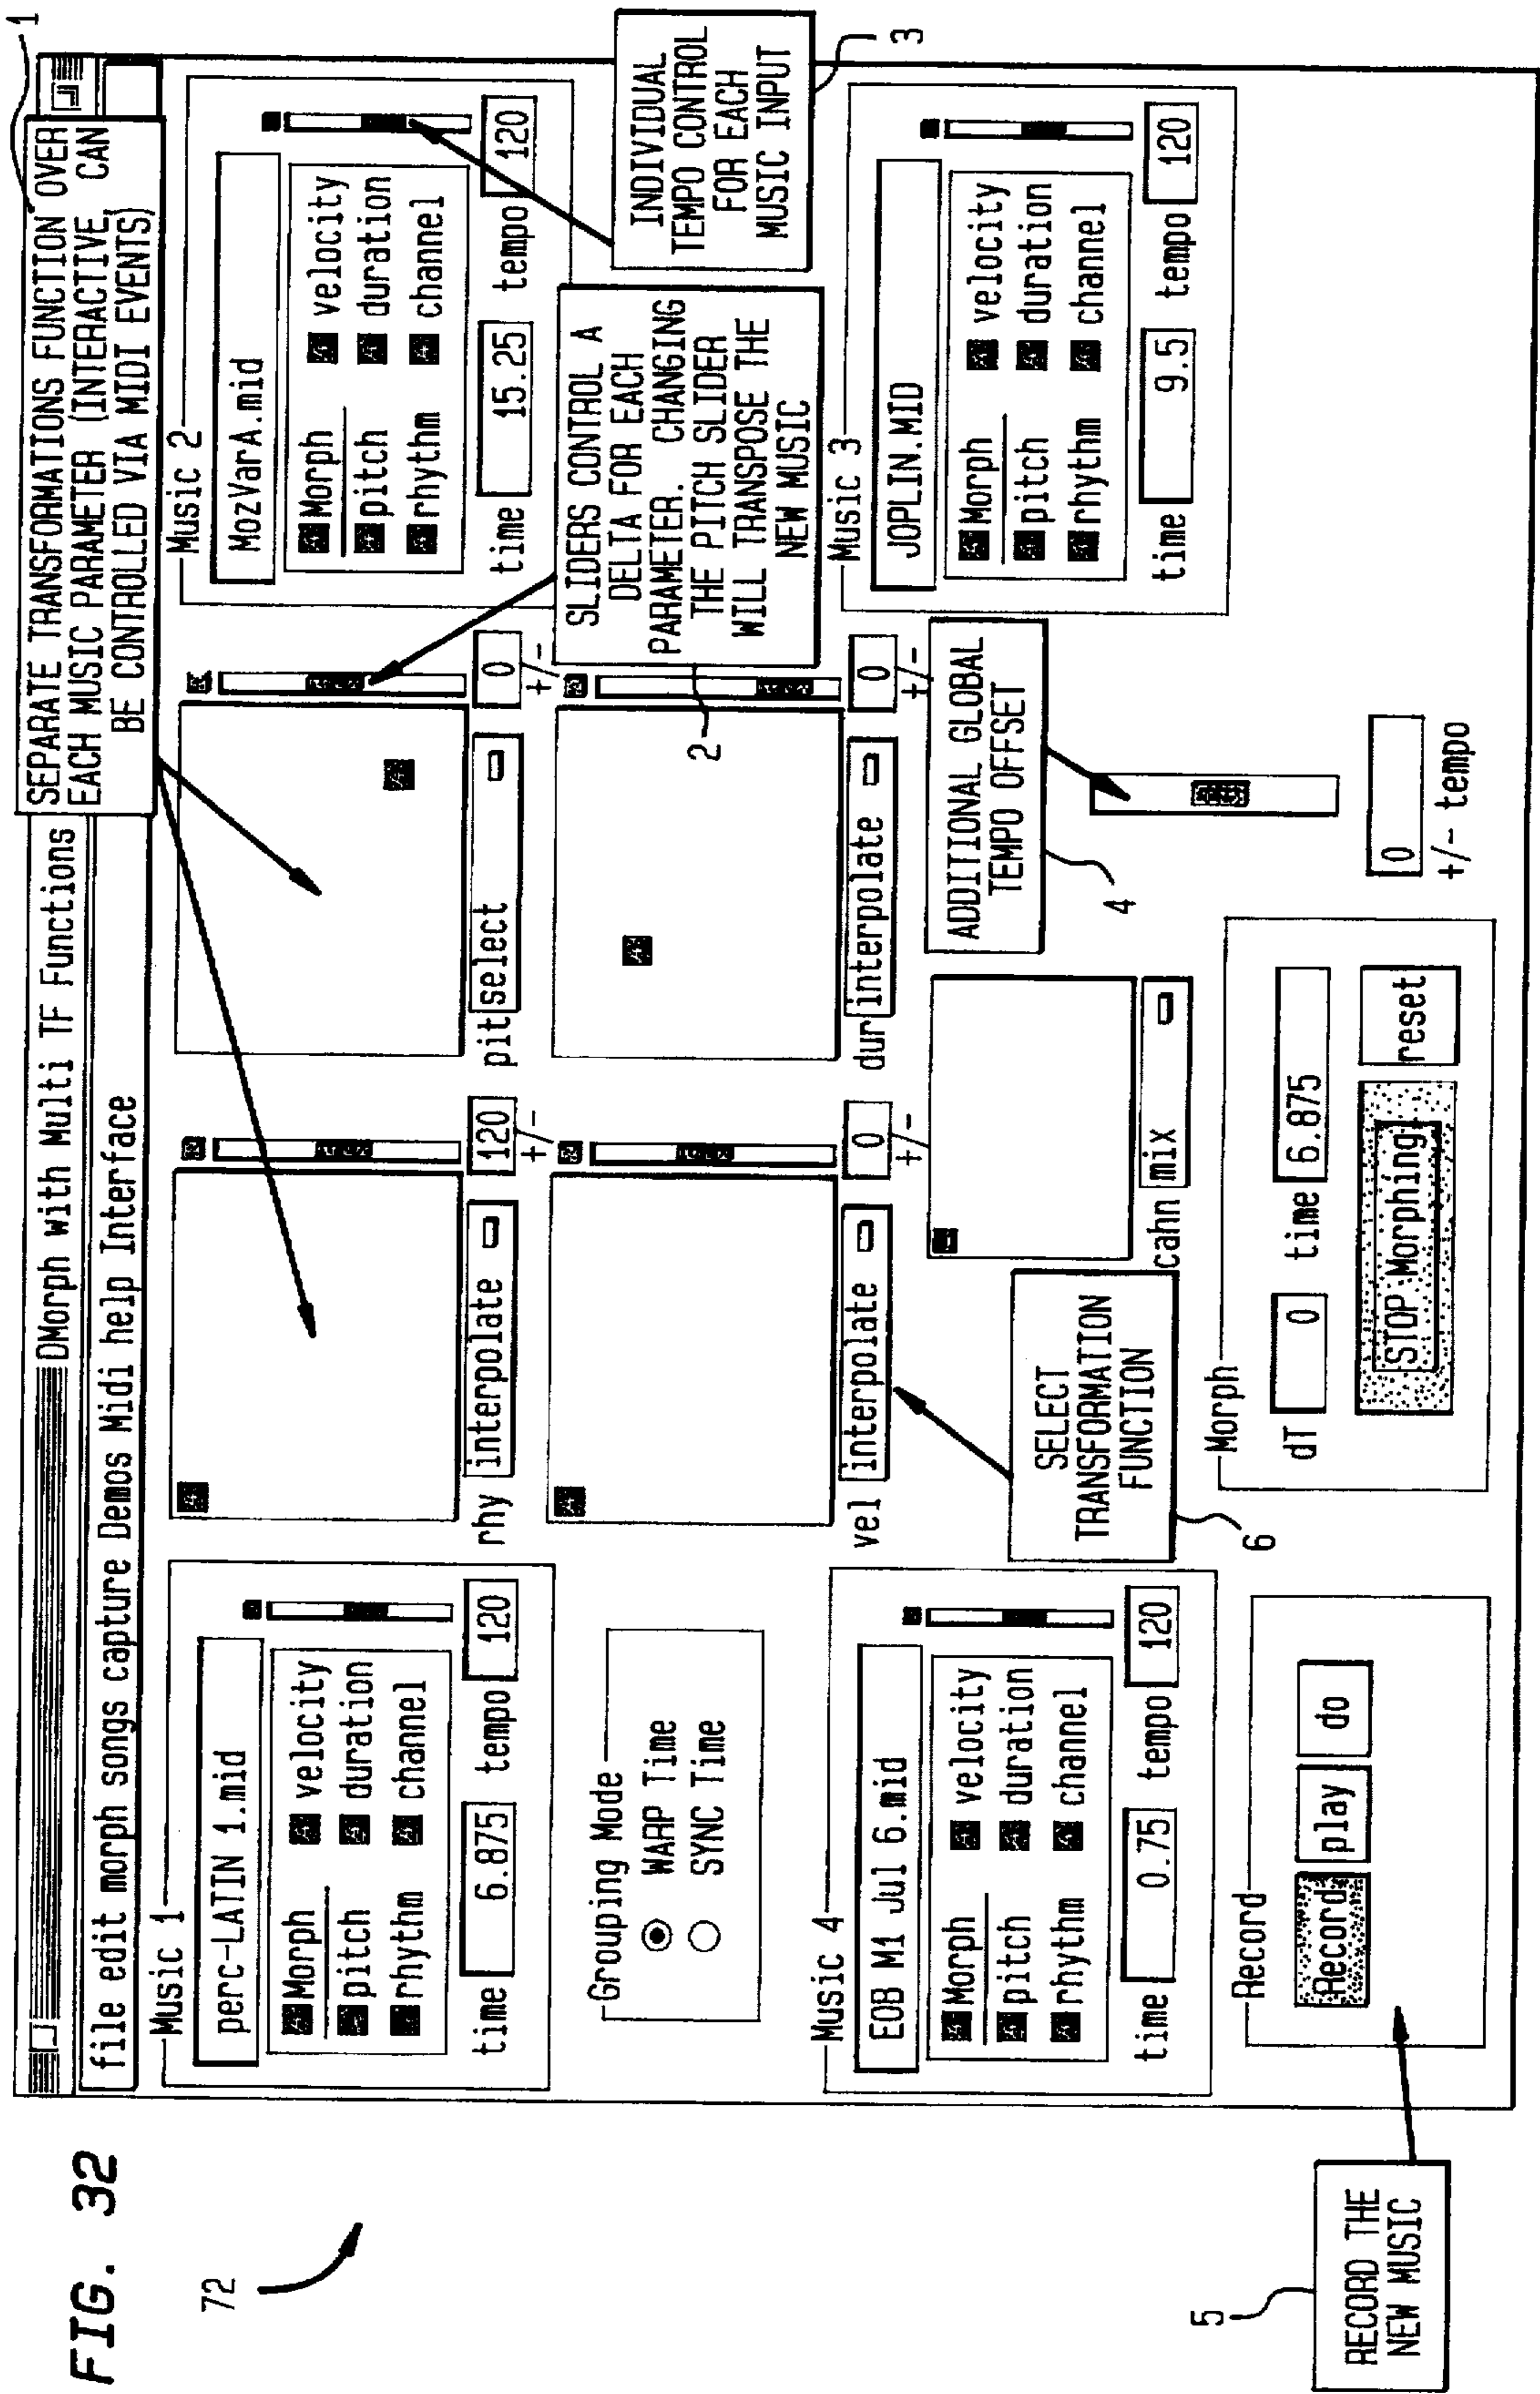 FIG. 32
72
1
SEPARATE TRANSFORMATIONS FUNCTION OVER
EACH MUSIC PARAMETER (INTERACTIVE, CAN
BE CONTROLLED VIA MIDI EVENTS)
DMorph with Multi TF Functions
file edit morph songs capture Demos Midi help Interface
Music 1
perc-LATIN 1.mid
Morph velocity
pitch duration
rhythm channel
time 6.875 tempo 120
rhy interpolate 120
+/-
pit select 0
+/-
Music 2
MozVarA.mid
Morph velocity
pitch duration
rhythm channel
time 15.25 tempo 120
INDIVIDUAL
TEMPO CONTROL
FOR EACH
MUSIC INPUT
3
Grouping Mode
WARP Time
SYNC Time
SLIDERS CONTROL A
DELTA FOR EACH
PARAMETER. CHANGING
THE PITCH SLIDER
WILL TRANSPOSE THE
NEW MUSIC
2
vel interpolate 0
+/-
dur interpolate 0
+/-
Music 4
EOB M1 Jul 6.mid
Morph velocity
pitch duration
rhythm channel
time 0.75 tempo 120
Music 3
JOPLIN.MID
Morph velocity
pitch duration
rhythm channel
time 9.5 tempo 120
SELECT
TRANSFORMATION
FUNCTION
6
cahn mix
ADDITIONAL GLOBAL
TEMPO OFFSET
4
Record
Record play do
Morph
dT 0 time 6.875
STOP Morphing reset
0
+/- tempo
5
RECORD THE
NEW MUSIC